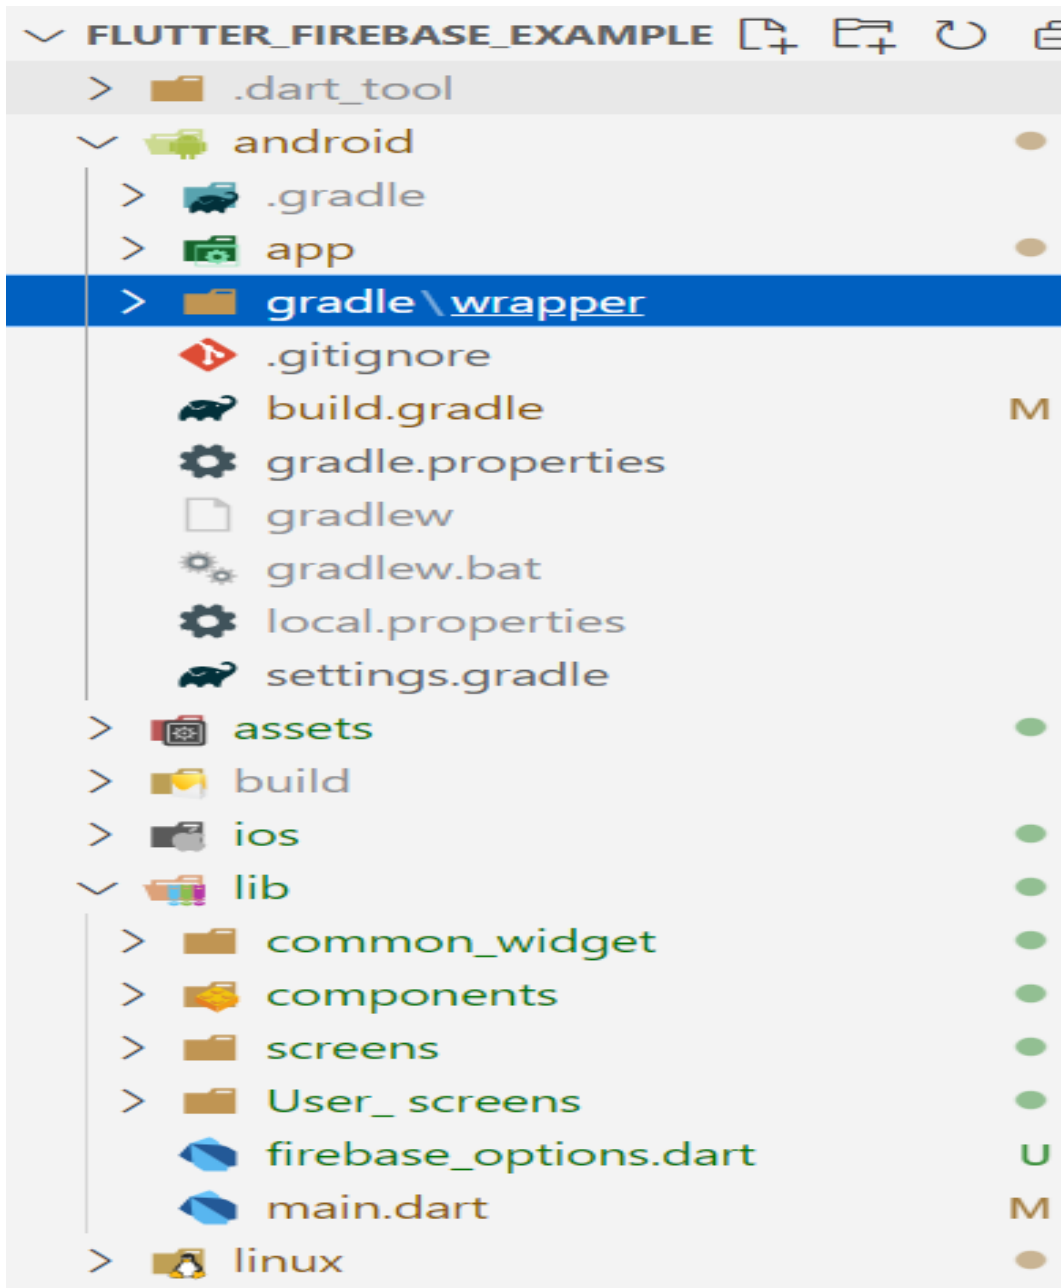 FLUTTER_FIREBASE_EXAMPLE
.dart_tool
android
.gradle
app
gradle\wrapper
.gitignore
build.gradle M
gradle.properties
gradlew
gradlew.bat
local.properties
settings.gradle
assets
build
ios
lib
common_widget
components
screens
User_ screens
firebase_options.dart U
main.dart M
linux